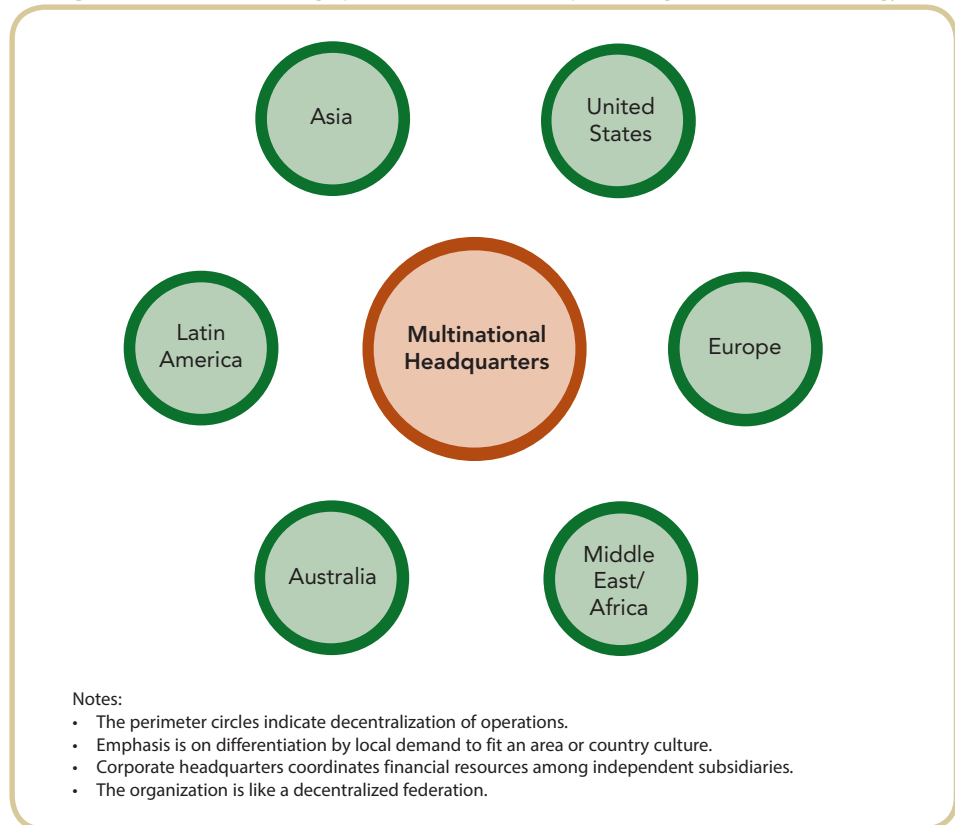 Asia
United
States
Latin
America
Multinational
Headquarters
Europe
Australia
Middle
East/
Africa
Notes:
• The perimeter circles indicate decentralization of operations.
• Emphasis is on differentiation by local demand to fit an area or country culture.
• Corporate headquarters coordinates financial resources among independent subsidiaries.
• The organization is like a decentralized federation.